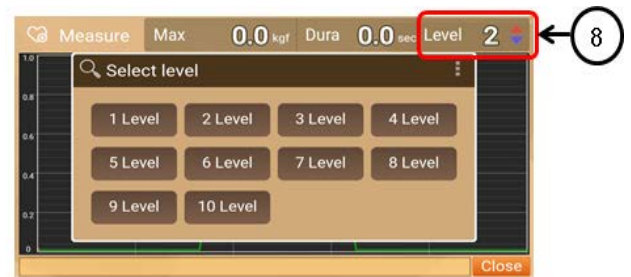 Measure Max 0.0 kgf Dura 0.0 sec Level 2
8
1.0
Select level
0.8
1 Level 2 Level 3 Level 4 Level
0.6
5 Level 6 Level 7 Level 8 Level
0.4
9 Level 10 Level
0.2
0
Close